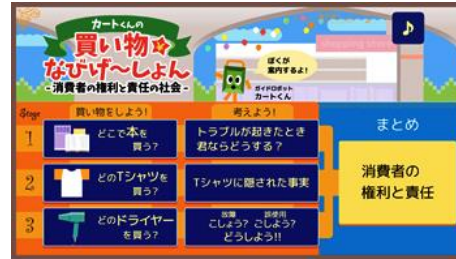 カートくんの
買い物
なびげ〜しょん
-消費者の権利と責任の社会-
shopping street
ぼくが
案内するよ!
ガイドロボット
カートくん
♪
Stage
買い物をしよう!
考えよう!
まとめ
1
どこで本を
買う?
トラブルが起きたとき
君ならどうする?
2
どのTシャツを
買う?
Tシャツに隠された事実
3
どのドライヤー
を買う?
故障 誤使用
こしょう?ごしよう?
どうしよう!!
消費者の
権利と責任